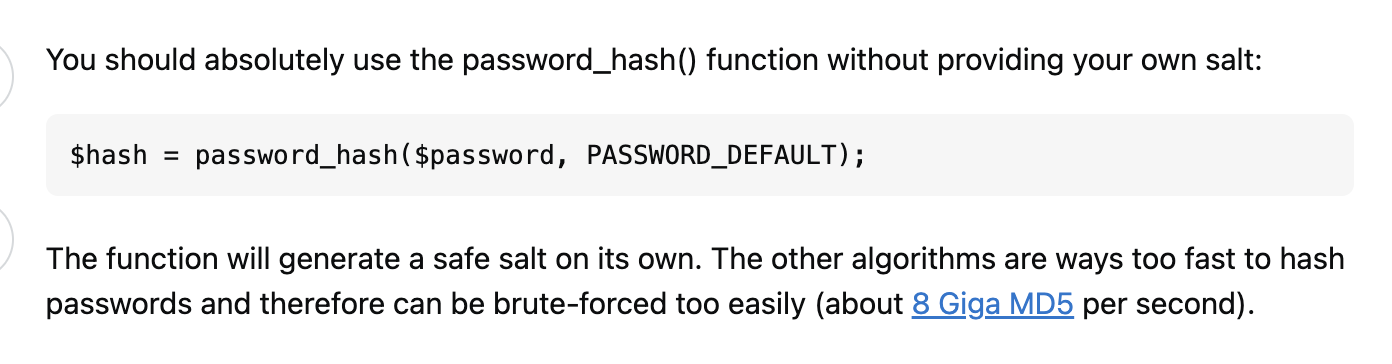 You should absolutely use the password_hash() function without providing your own salt:
$hash = password_hash($password, PASSWORD_DEFAULT);
The function will generate a safe salt on its own. The other algorithms are ways too fast to hash
passwords and therefore can be brute-forced too easily (about 8 Giga MD5 per second).